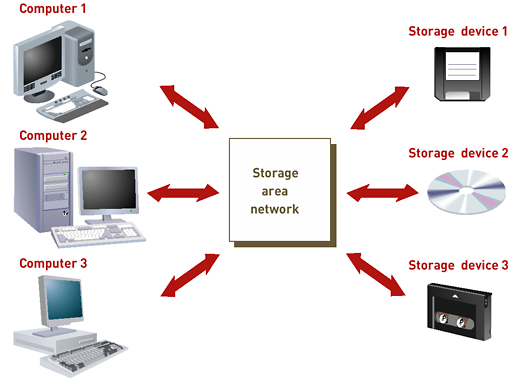 Computer 1
Storage device 1
Computer 2
Storage device 2
Storage
area
network
Computer 3
Storage device 3